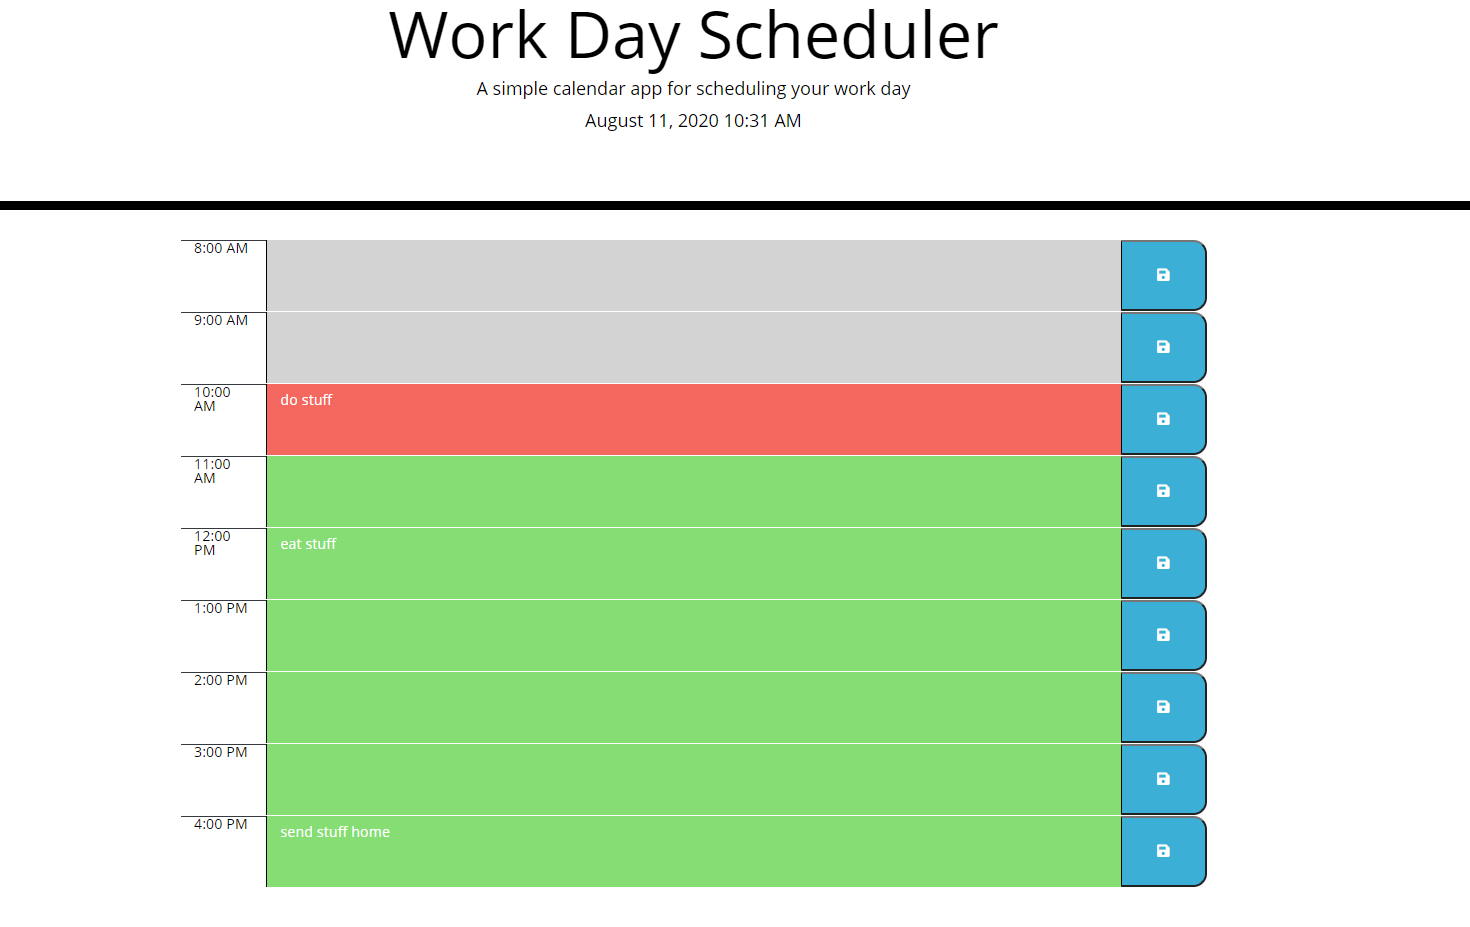 Work Day Scheduler
A simple calendar app for scheduling your work day
August 11, 2020 10:31 AM
8:00 AM
9:00 AM
10:00
AM
do stuff
11:00
AM
12:00
PM
eat stuff
1:00 PM
2:00 PM
3:00 PM
4:00 PM
send stuff home